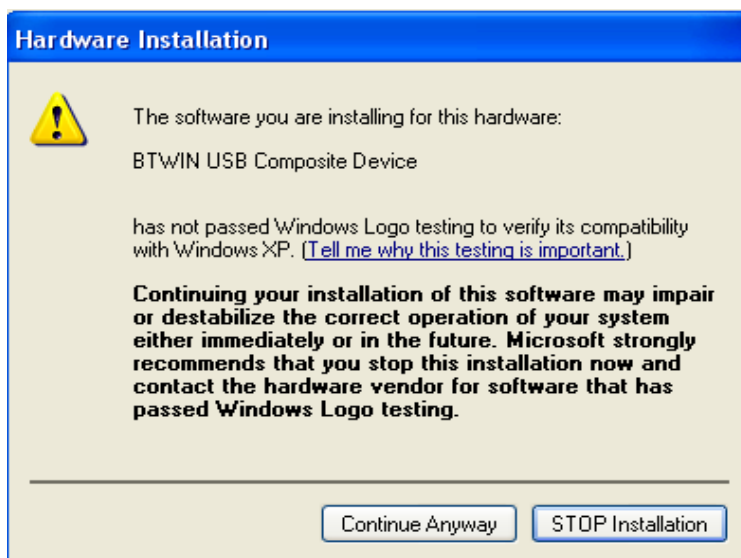 Hardware Installation
The software you are installing for this hardware:
BTWIN USB Composite Device
has not passed Windows Logo testing to verify its compatibility
with Windows XP. (Tell me why this testing is important.)
Continuing your installation of this software may impair
or destabilize the correct operation of your system
either immediately or in the future. Microsoft strongly
recommends that you stop this installation now and
contact the hardware vendor for software that has
passed Windows Logo testing.
Continue Anyway
STOP Installation